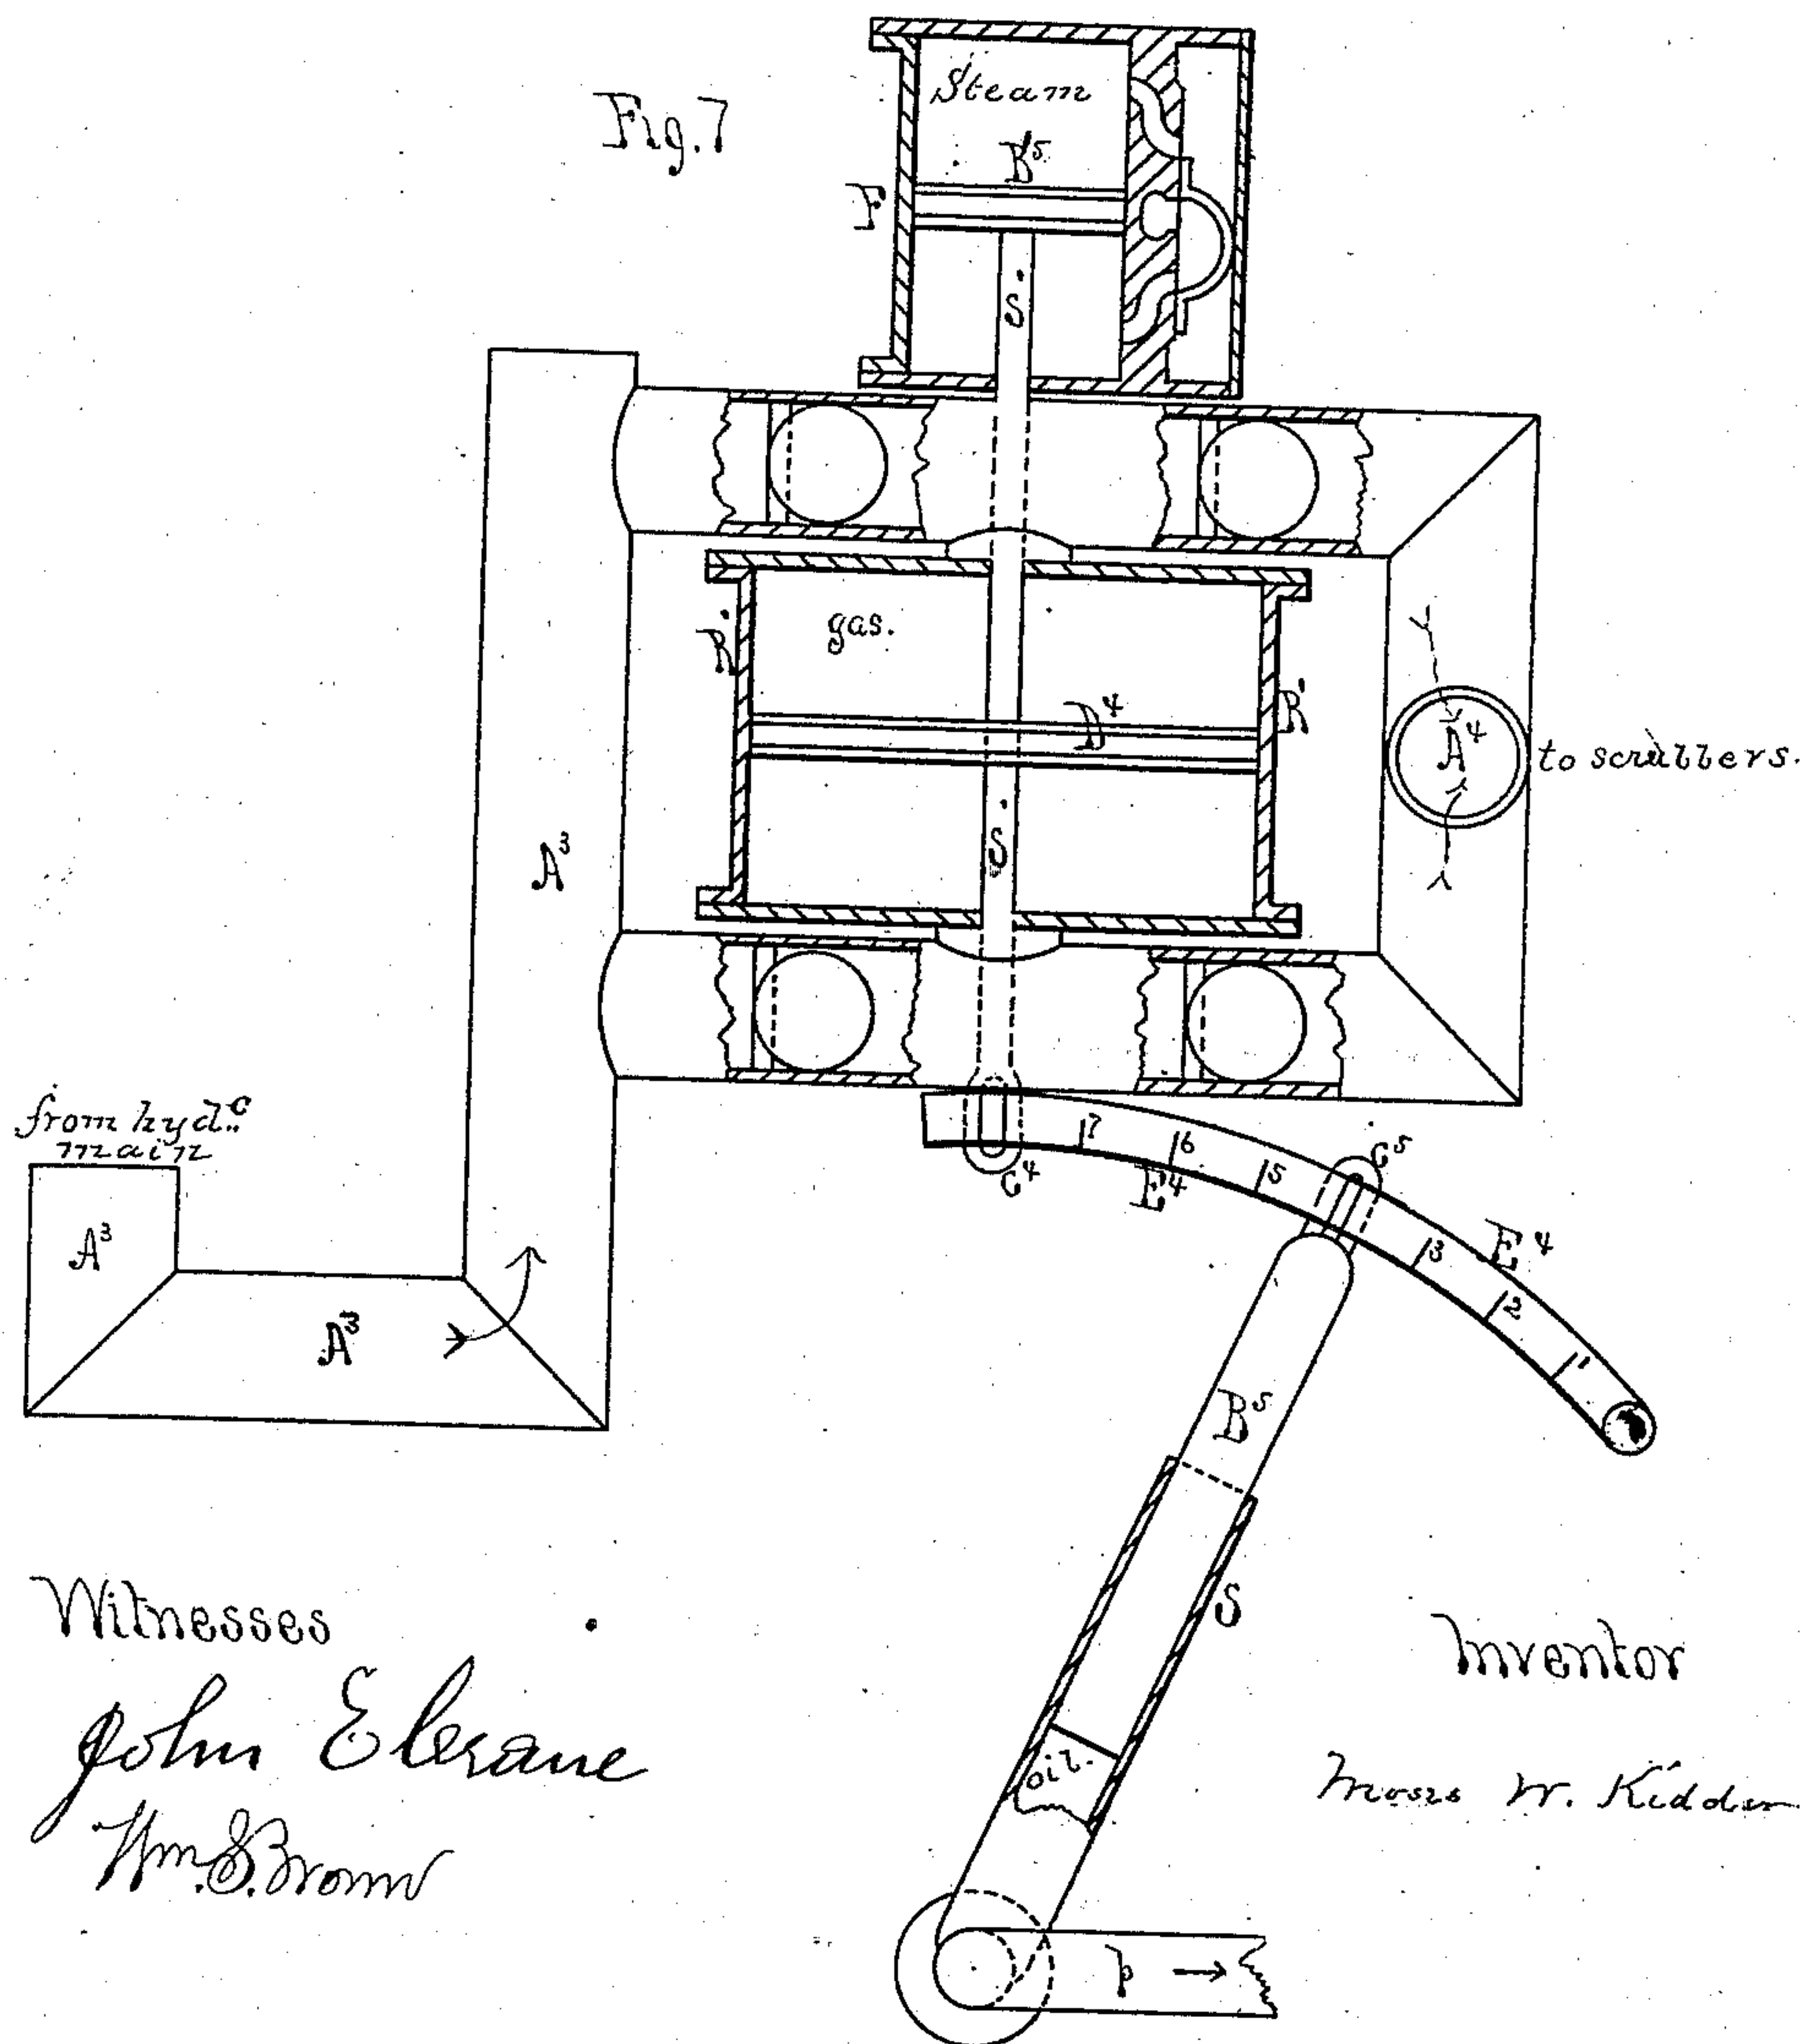 Fig. 7
Steam
B⁵
F
S
gas.
R'
R'
D⁴
A⁴ to scrubbers.
S
A³
from hyd.ᶜ
main
A³
A³
C⁴
7 6 5 3 2 1
E⁴
C⁵
E⁴
B⁵
S
oil.
p
Witnesses
John E Crane
Wm. S. Brown
Inventor
Moses W. Kidder